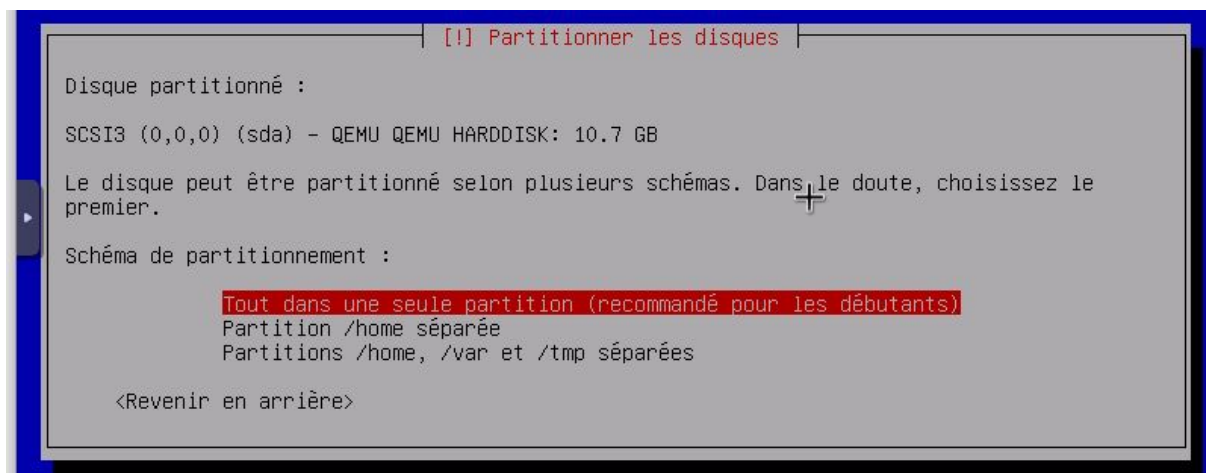 [!] Partitionner les disques
Disque partitionné :
SCSI3 (0,0,0) (sda) - QEMU QEMU HARDDISK: 10.7 GB
Le disque peut être partitionné selon plusieurs schémas. Dans le doute, choisissez le
premier.
Schéma de partitionnement :
Tout dans une seule partition (recommandé pour les débutants)
Partition /home séparée
Partitions /home, /var et /tmp séparées
<Revenir en arrière>